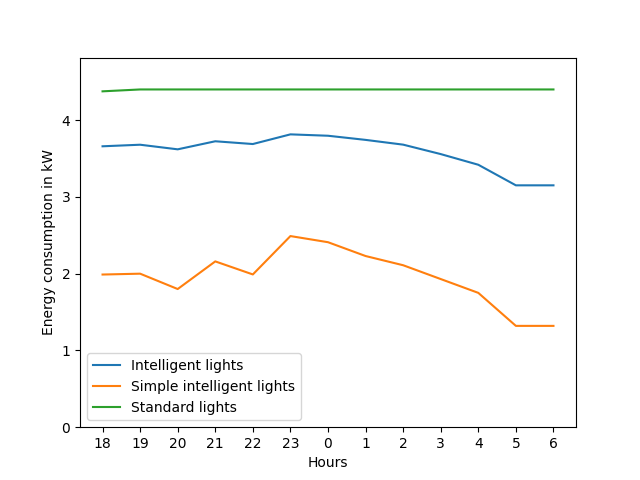 Energy consumption in kW
4
3
2
1
0
Intelligent lights
Simple intelligent lights
Standard lights
18 19 20 21 22 23 0 1 2 3 4 5 6
Hours